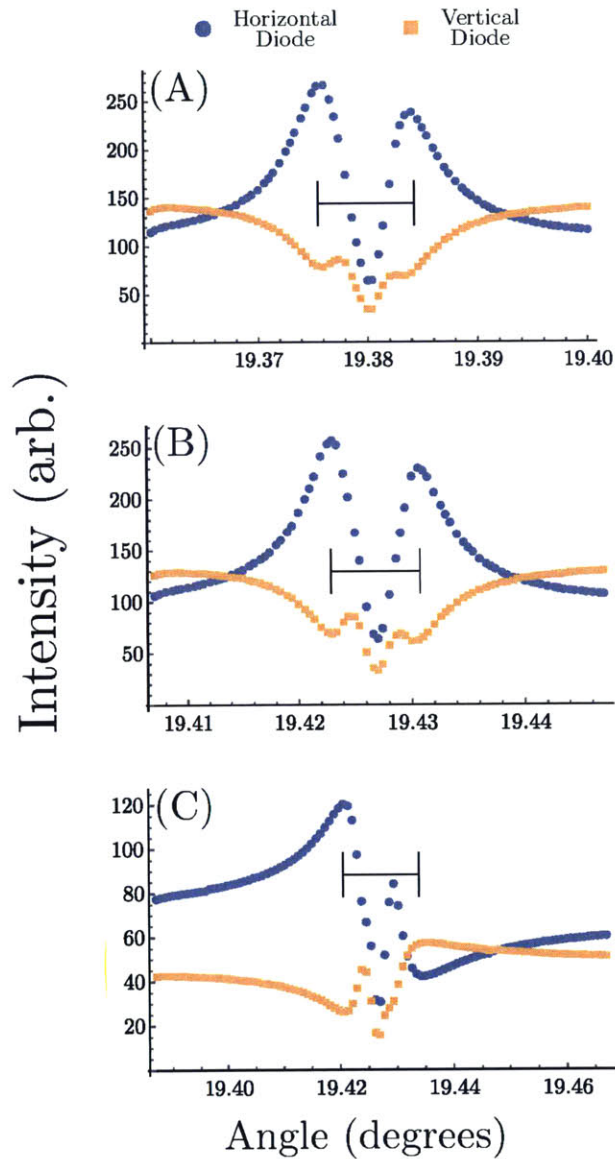 Horizontal Diode
Vertical Diode
Intensity (arb.)
(A)
250
200
150
100
50
19.37 19.38 19.39 19.40
(B)
250
200
150
100
50
19.41 19.42 19.43 19.44
(C)
120
100
80
60
40
20
19.40 19.42 19.44 19.46
Angle (degrees)